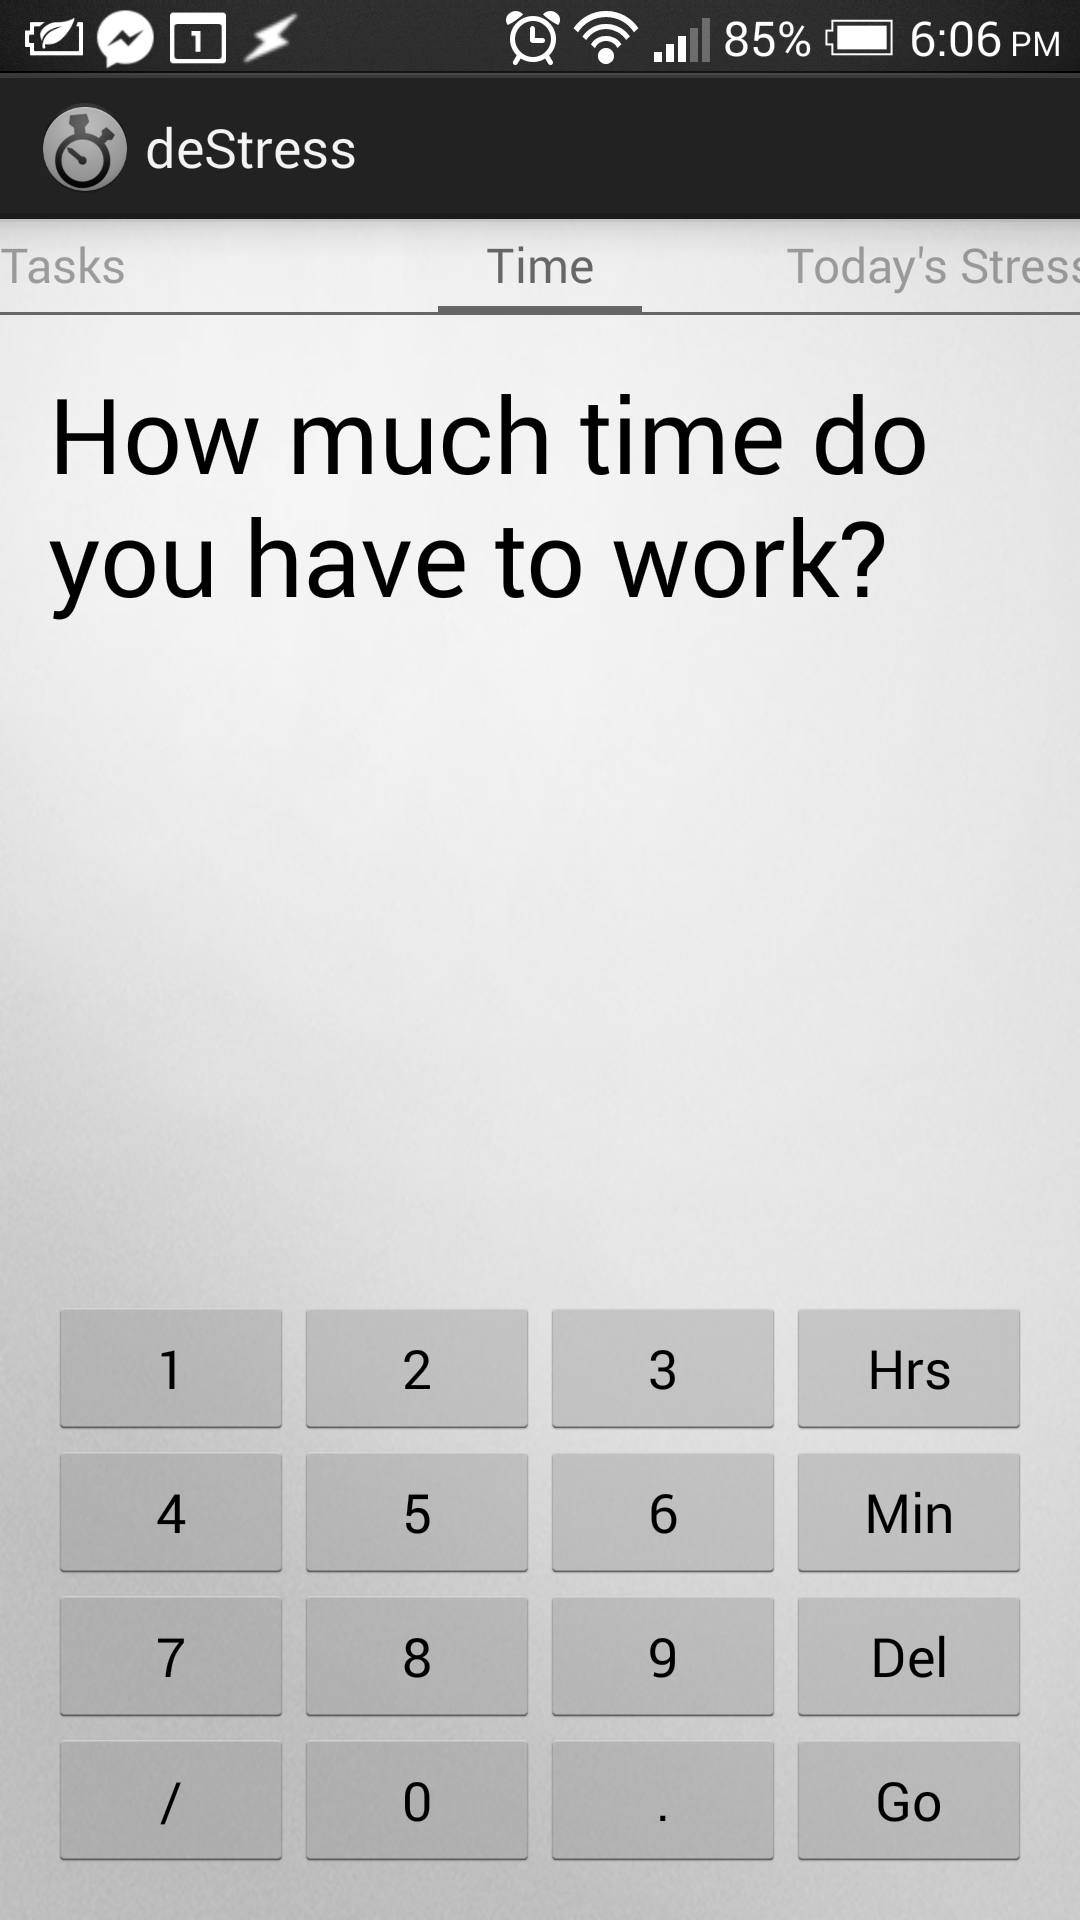 1 85% 6:06 PM
deStress
Tasks Time Today's Stress
How much time do
you have to work?
1 2 3 Hrs
4 5 6 Min
7 8 9 Del
/ 0 . Go